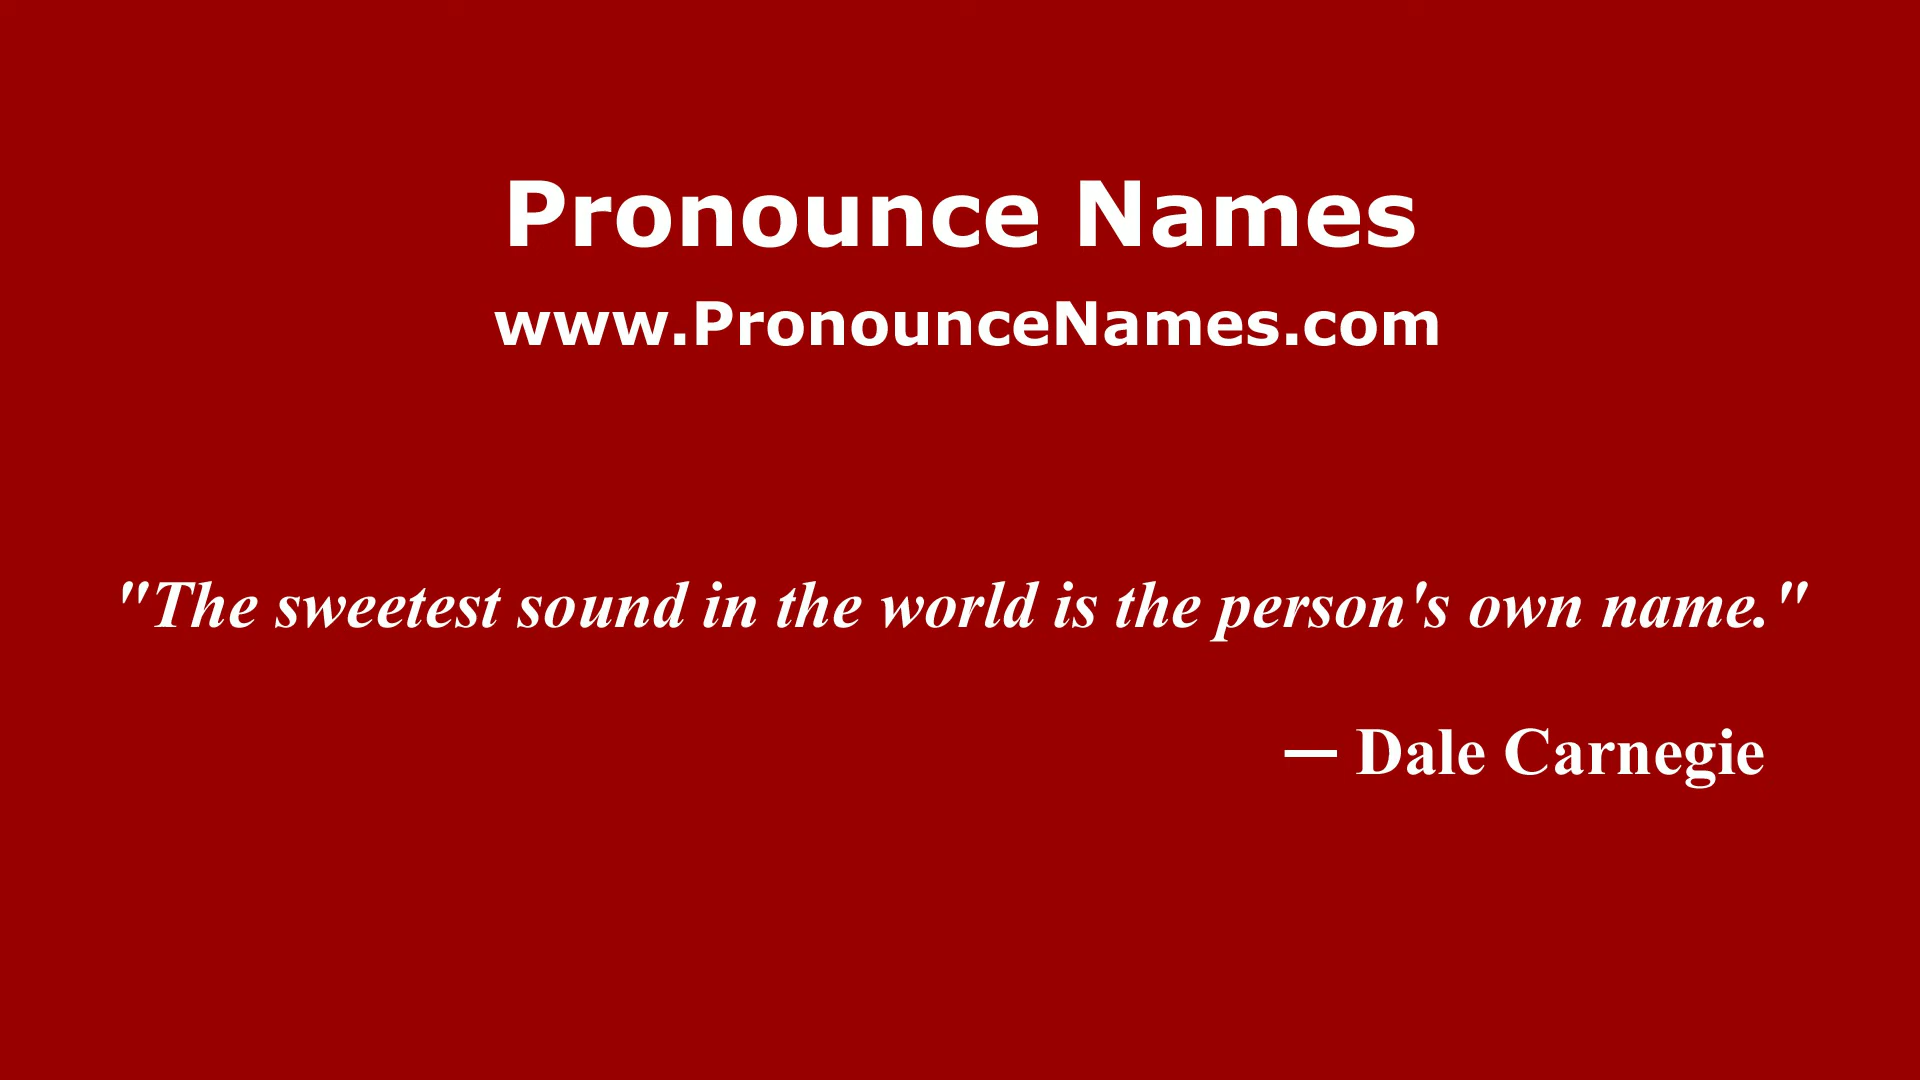 Pronounce Names
www.PronounceNames.com
"The sweetest sound in the world is the person's own name."
— Dale Carnegie